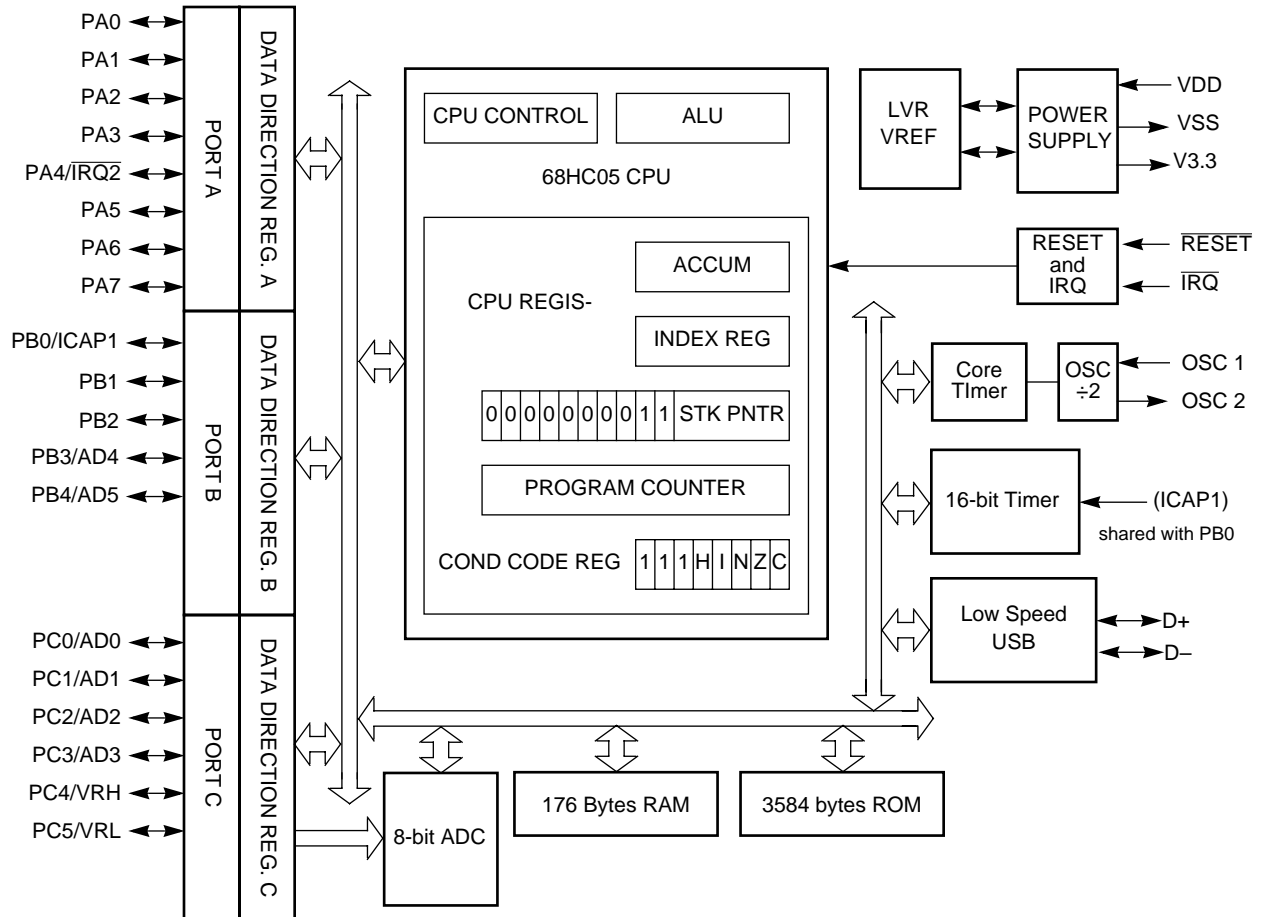 PA0
PA1
PA2
PA3
PA4/IRQ2
PA5
PA6
PA7
PORT A
DATA DIRECTION REG. A
PB0/ICAP1
PB1
PB2
PB3/AD4
PB4/AD5
PORT B
DATA DIRECTION REG. B
PC0/AD0
PC1/AD1
PC2/AD2
PC3/AD3
PC4/VRH
PC5/VRL
PORT C
DATA DIRECTION REG. C
CPU CONTROL
ALU
68HC05 CPU
ACCUM
CPU REGIS-
INDEX REG
0 0 0 0 0 0 0 0 1 1 STK PNTR
PROGRAM COUNTER
COND CODE REG 1 1 1 H I N Z C
LVR
VREF
POWER
SUPPLY
VDD
VSS
V3.3
RESET
and
IRQ
RESET
IRQ
Core
TImer
OSC
÷2
OSC 1
OSC 2
16-bit Timer
(ICAP1)
shared with PB0
Low Speed
USB
D+
D–
8-bit ADC
176 Bytes RAM
3584 bytes ROM